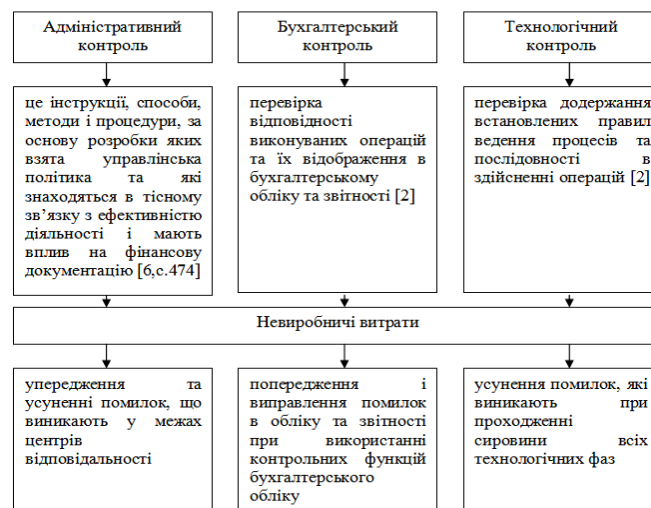 Адміністративний
контроль
Бухгалтерський
контроль
Технологічний
контроль
це інструкції, способи,
методи і процедури, за
основу розробки яких
взята управлінська
політика та які
знаходяться в тісному
зв’язку з ефективністю
діяльності і мають
вплив на фінансову
документацію [6,с.474]
перевірка
відповідності
виконуваних операцій
та їх відображення в
бухгалтерському
обліку та звітності [2]
перевірка додержання
встановлених правил
ведення процесів та
послідовності в
здійсненні операцій [2]
Невиробничі витрати
упередження та
усуненні помилок, що
виникають у межах
центрів
відповідальності
попередження і
виправлення помилок
в обліку та звітності
при використанні
контрольних функцій
бухгалтерського
обліку
усунення помилок, які
виникають при
проходженні
сировини всіх
технологічних фаз